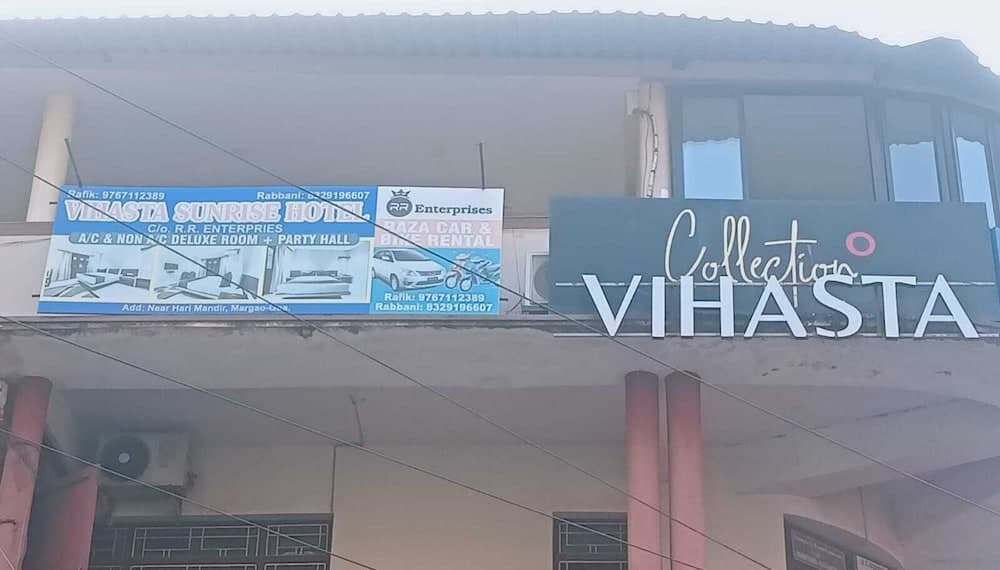 Rafik: 9767112389 Rabbani: 8329196607
VIHASTA SUNRISE HOTEL
C/o. R.R. ENTERPRIES
A/C & NON A/C DELUXE ROOM + PARTY HALL
Add: Near Hari Mandir, Margao-Goa.
RR Enterprises
RAZA CAR &
BIKE RENTAL
Rafik: 9767112389
Rabbani: 8329196607
Collection
VIHASTA